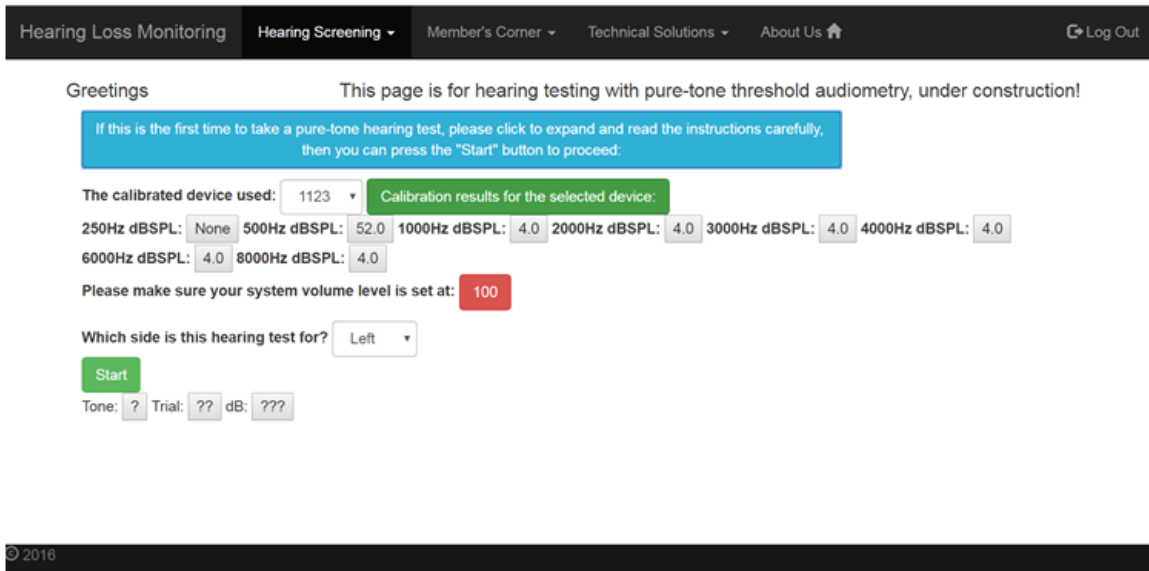 Hearing Loss Monitoring Hearing Screening Member's Corner Technical Solutions About Us Log Out
Greetings This page is for hearing testing with pure-tone threshold audiometry, under construction!
If this is the first time to take a pure-tone hearing test, please click to expand and read the instructions carefully,
then you can press the "Start" button to proceed:
The calibrated device used: 1123 Calibration results for the selected device:
250Hz dBSPL: None 500Hz dBSPL: 52.0 1000Hz dBSPL: 4.0 2000Hz dBSPL: 4.0 3000Hz dBSPL: 4.0 4000Hz dBSPL: 4.0
6000Hz dBSPL: 4.0 8000Hz dBSPL: 4.0
Please make sure your system volume level is set at: 100
Which side is this hearing test for? Left
Start
Tone: ? Trial: ?? dB: ???
© 2016